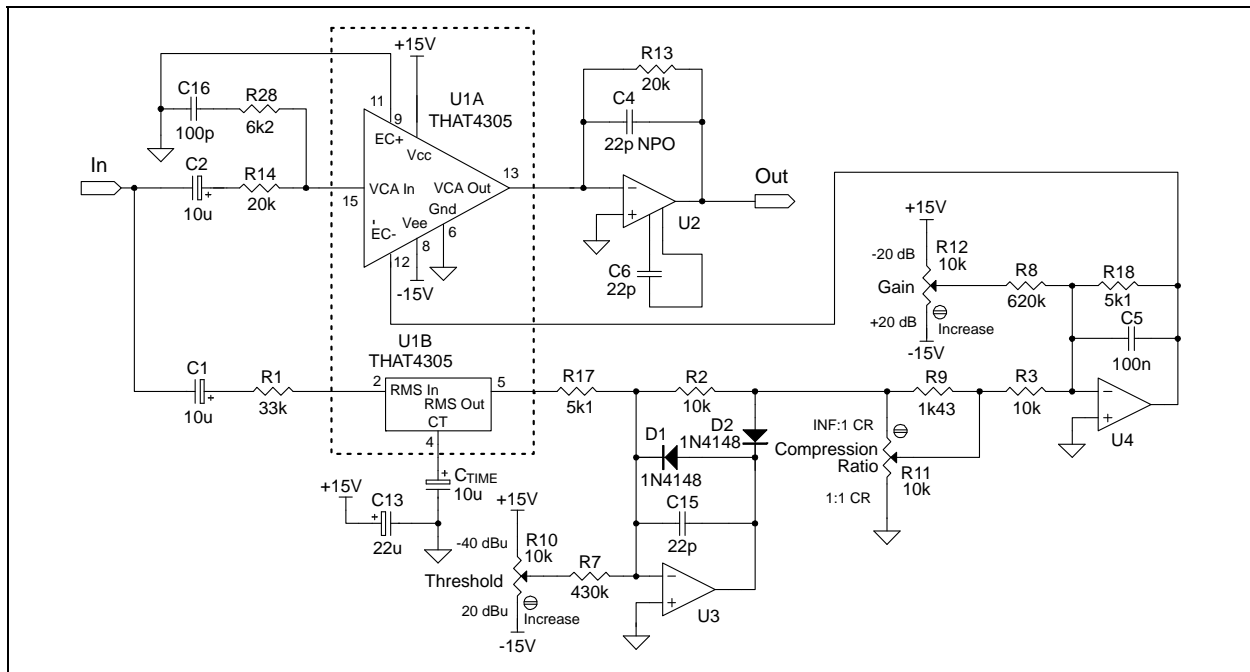 +15V
R13
20k
C16
100p
R28
6k2
11
9
U1A
THAT4305
C4
22p NPO
EC+
Vcc
In
C2
10u
R14
20k
VCA In
15
VCA Out
13
Gnd
6
Vee
8
EC-
12
-15V
Out
U2
C6
22p
+15V
-20 dB
R12
10k
Gain
+20 dB
Increase
-15V
R8
620k
R18
5k1
C5
100n
U1B
THAT4305
C1
10u
R1
33k
2
RMS In
RMS Out
5
CT
4
R17
5k1
R2
10k
R9
1k43
R3
10k
U4
D1
1N4148
D2
1N4148
INF:1 CR
Compression
Ratio
R11
10k
1:1 CR
+15V
C13
22u
CTIME
10u
+15V
-40 dBu
R10
10k
Threshold
20 dBu
Increase
-15V
C15
22p
R7
430k
U3